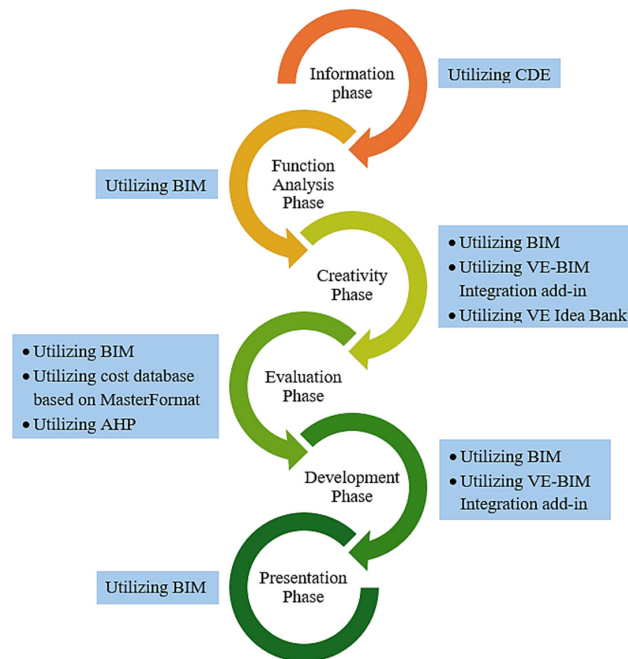 Information
phase
Utilizing CDE
Function
Analysis
Phase
Utilizing BIM
Creativity
Phase
• Utilizing BIM
• Utilizing VE-BIM
Integration add-in
• Utilizing VE Idea Bank
Evaluation
Phase
• Utilizing BIM
• Utilizing cost database
based on MasterFormat
• Utilizing AHP
Development
Phase
• Utilizing BIM
• Utilizing VE-BIM
Integration add-in
Presentation
Phase
Utilizing BIM